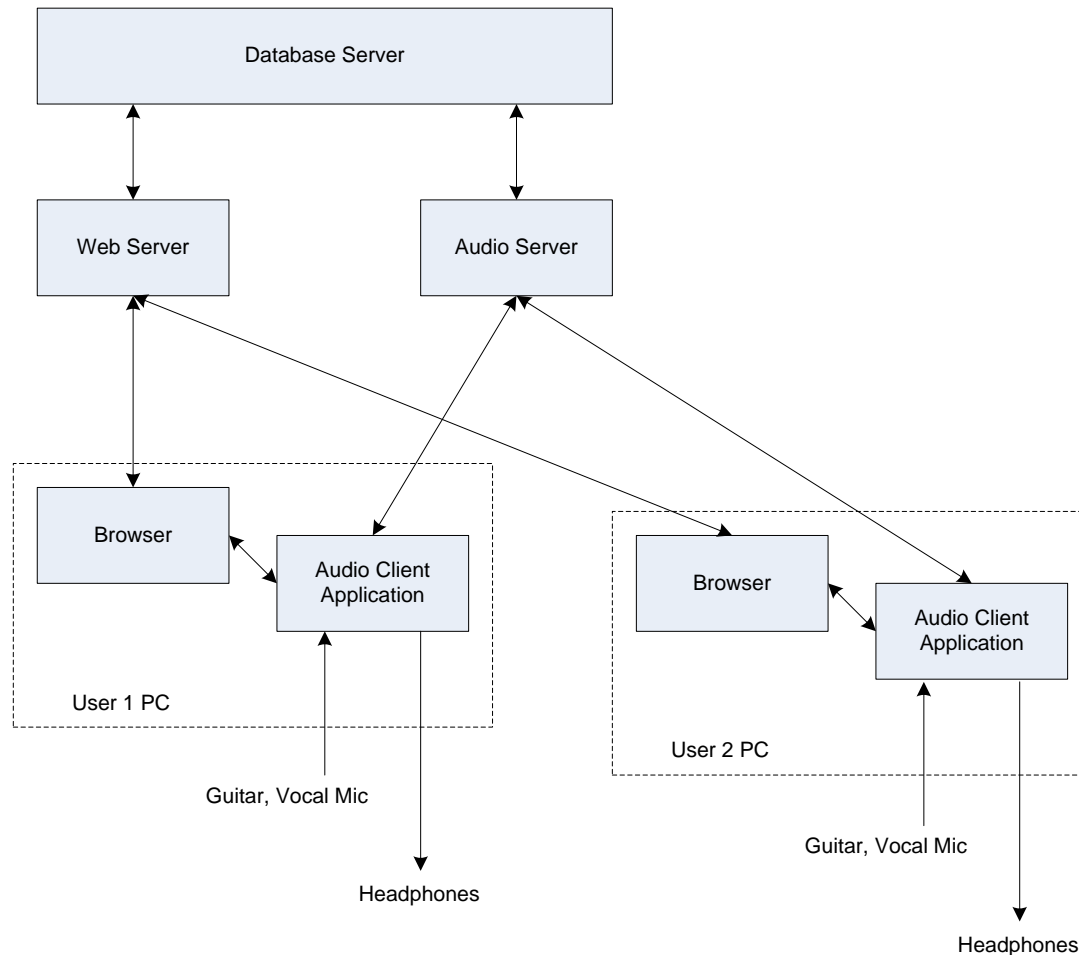 Database Server
Web Server
Audio Server
Browser
Audio Client
Application
User 1 PC
Guitar, Vocal Mic
Headphones
Browser
Audio Client
Application
User 2 PC
Guitar, Vocal Mic
Headphones